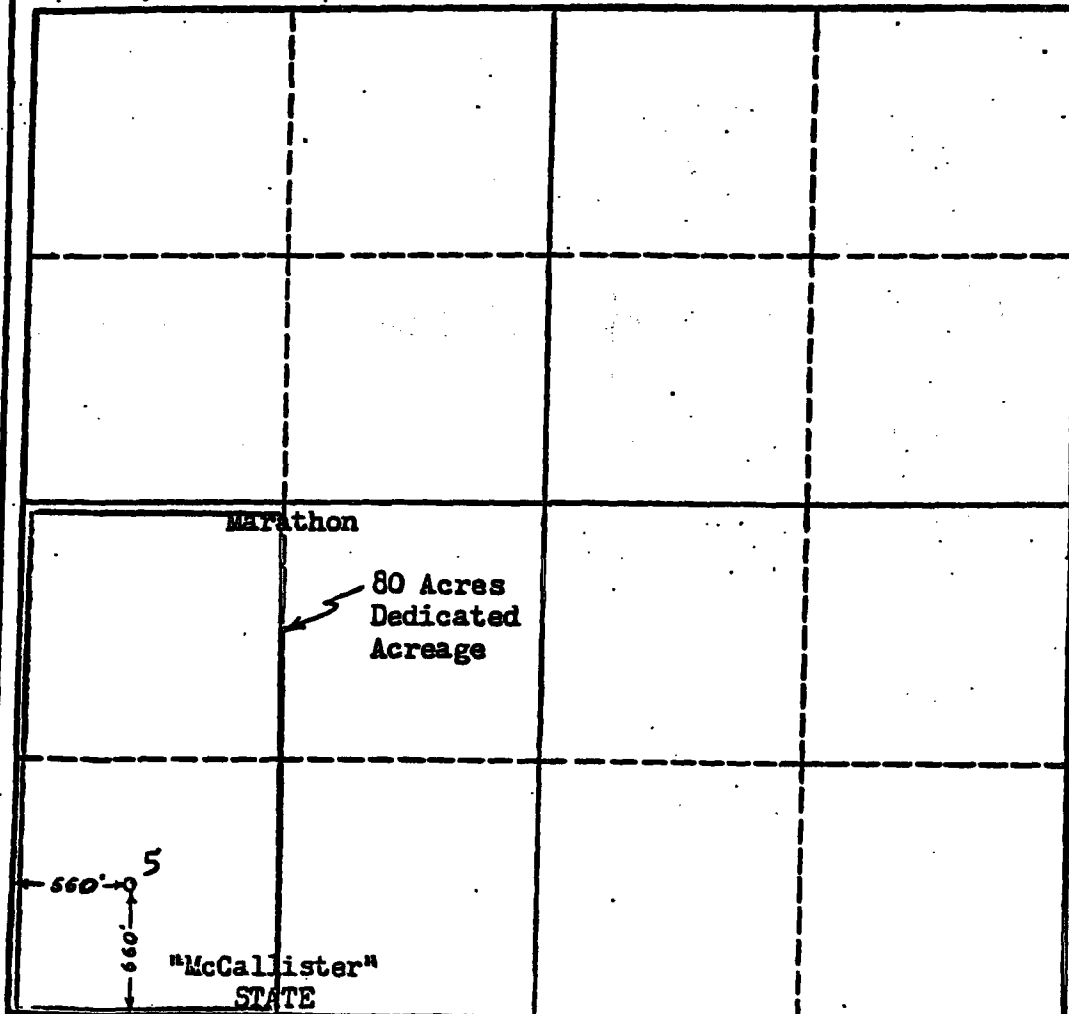 Marathon
80 Acres
Dedicated
Acreage
5
560'
660'
"McCallister"
STATE